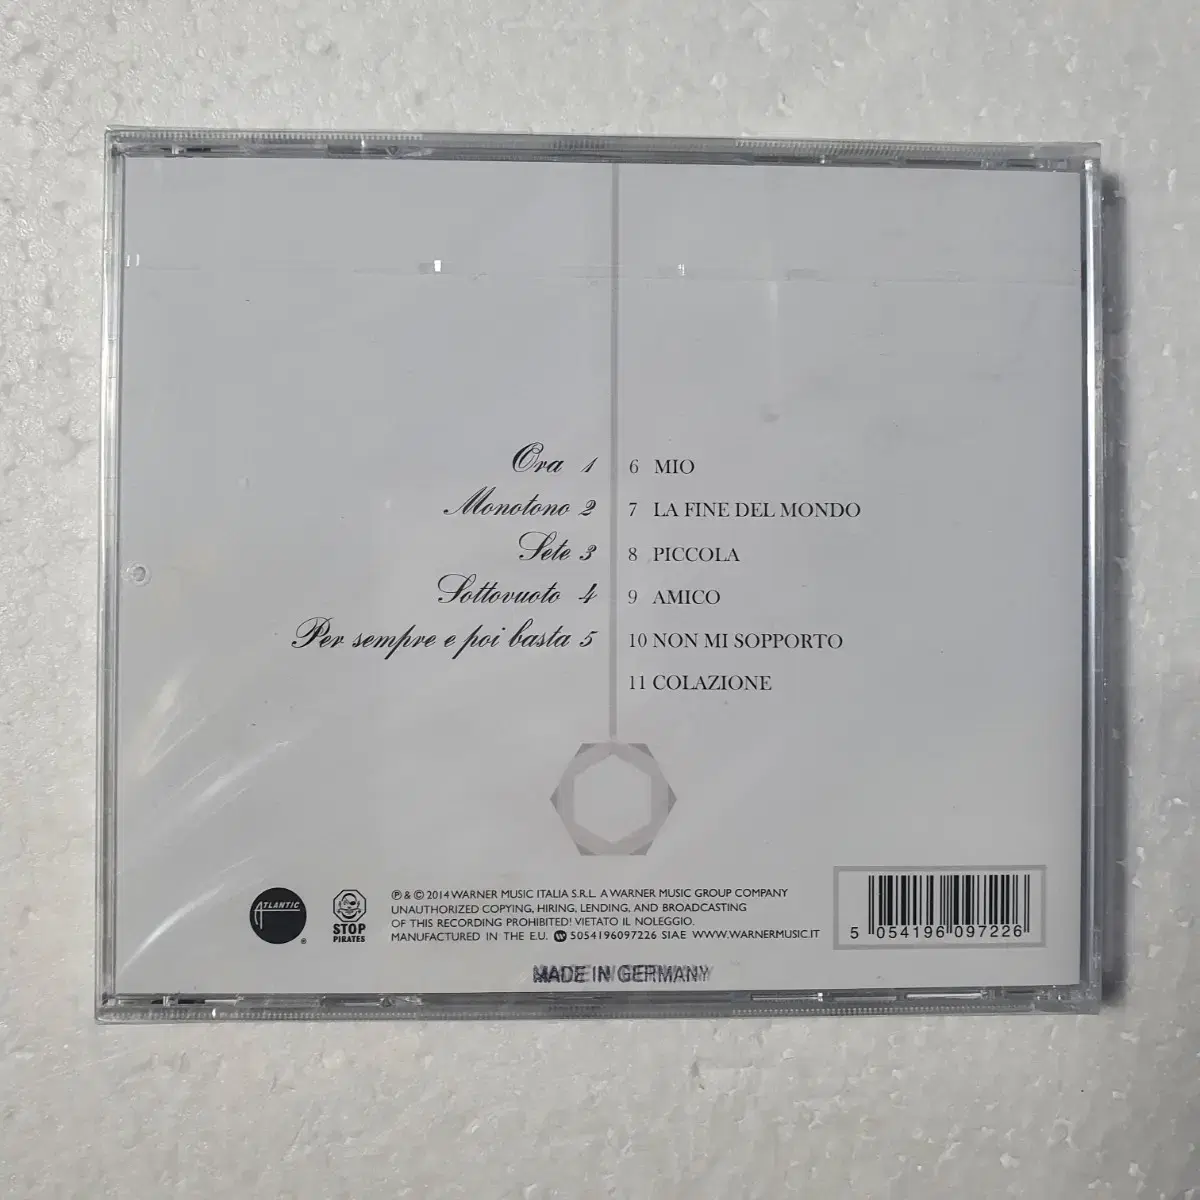 Ora 1
Monotono 2
Sete 3
Sottovuoto 4
Per sempre e poi basta 5
6 MIO
7 LA FINE DEL MONDO
8 PICCOLA
9 AMICO
10 NON MI SOPPORTO
11 COLAZIONE
ATLANTIC ®
STOP
PIRATES
℗ & © 2014 WARNER MUSIC ITALIA S.R.L. A WARNER MUSIC GROUP COMPANY
UNAUTHORIZED COPYING, HIRING, LENDING, AND BROADCASTING
OF THIS RECORDING PROHIBITED! VIETATO IL NOLEGGIO.
MANUFACTURED IN THE E.U. 5054196097226 SIAE WWW.WARNERMUSIC.IT
5 054196 097226
MADE IN GERMANY